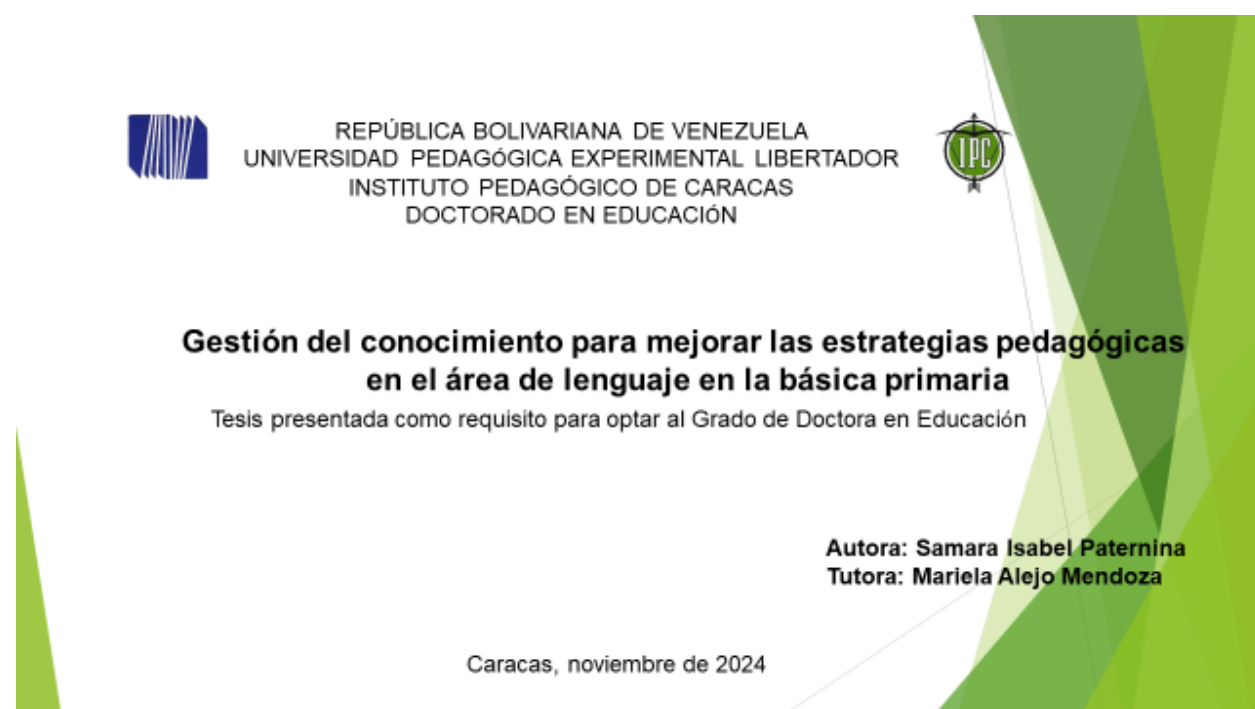 REPÚBLICA BOLIVARIANA DE VENEZUELA
UNIVERSIDAD PEDAGÓGICA EXPERIMENTAL LIBERTADOR
INSTITUTO PEDAGÓGICO DE CARACAS
DOCTORADO EN EDUCACIÓN
IPC
Gestión del conocimiento para mejorar las estrategias pedagógicas
en el área de lenguaje en la básica primaria
Tesis presentada como requisito para optar al Grado de Doctora en Educación
Autora: Samara Isabel Paternina
Tutora: Mariela Alejo Mendoza
Caracas, noviembre de 2024